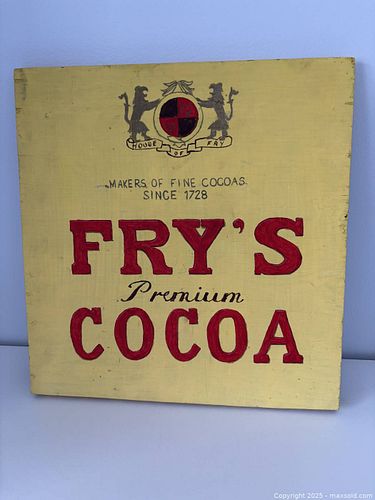 HOUSE OF FRY
MAKERS OF FINE COCOAS
SINCE 1728
FRY'S
Premium
COCOA
Copyright 2025 - maxsold.com